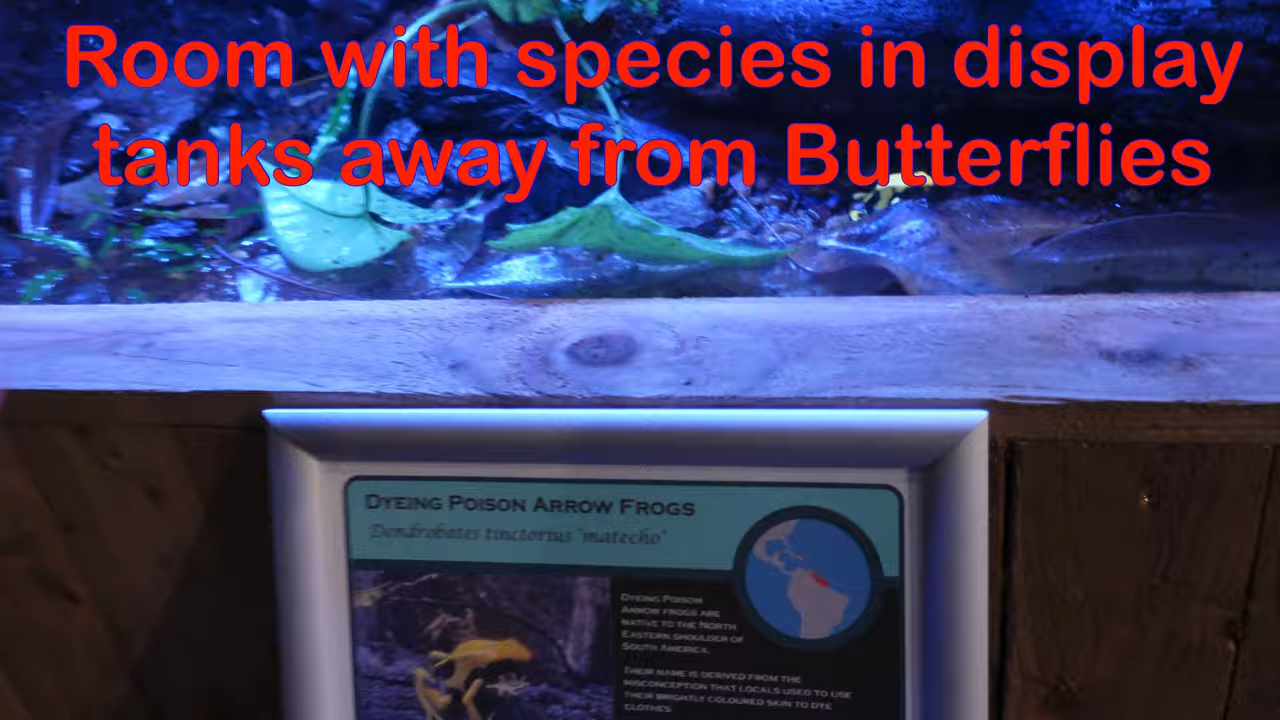 Room with species in display
tanks away from Butterflies
Dyeing Poison Arrow Frogs
Dendrobates tinctorius 'matecho'
Dyeing Poison
Arrow frogs are
native to the North
Eastern shoulder of
South America.
Their name is derived from the
misconception that locals used to use
their brightly coloured skin to dye
clothes.